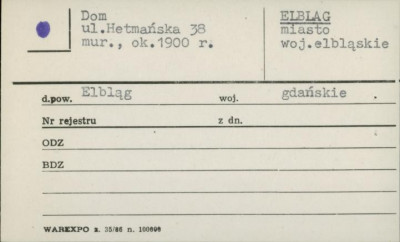 Dom
ul.Hetmańska 38
mur., ok.1900 r.
ELBLĄG
miasto
woj.elbląskie
d.pow. Elbląg woj. gdańskie
Nr rejestru z dn.
ODZ
BDZ
WAREXPO z. 35/86 n. 100898